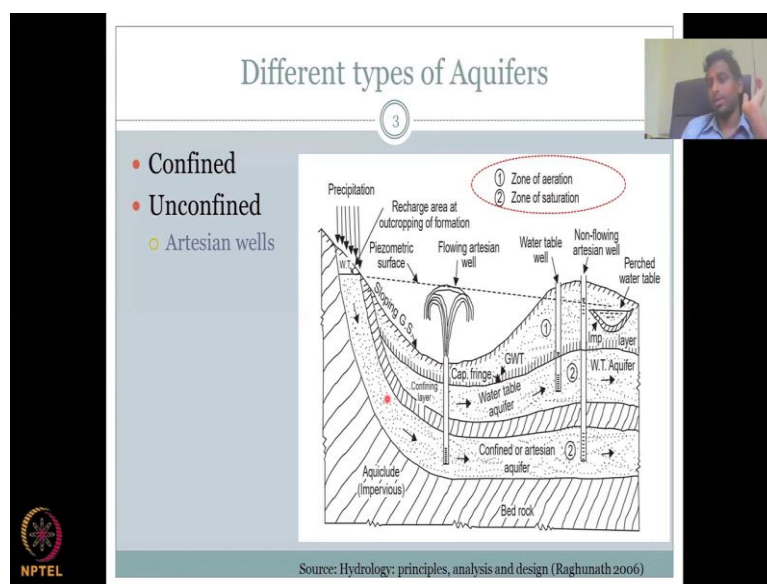 Different types of Aquifers
3
Confined
Unconfined
Artesian wells
① Zone of aeration
② Zone of saturation
Precipitation
Recharge area at
outcropping of formation
Piezometric
surface
Flowing artesian
well
Water table
well
Non-flowing
artesian well
Perched
water table
W.T.
Sloping G.S.
①
Imp.
layer
GWT
Cap. fringe
Confining
layer
Water table
aquifer
②
W.T. Aquifer
Confined or artesian
aquifer
②
Aquiclude
(Impervious)
Bed rock
Source: Hydrology: principles, analysis and design (Raghunath 2006)
NPTEL